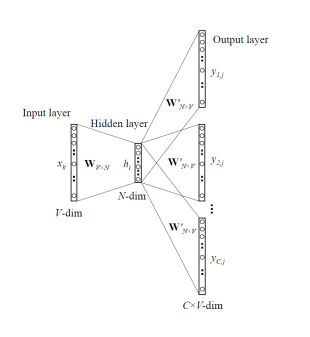 Output layer
y1,j
W'N×V
Input layer
Hidden layer
xk
WV×N
hi
W'N×V
y2,j
N-dim
V-dim
W'N×V
yC,j
C×V-dim